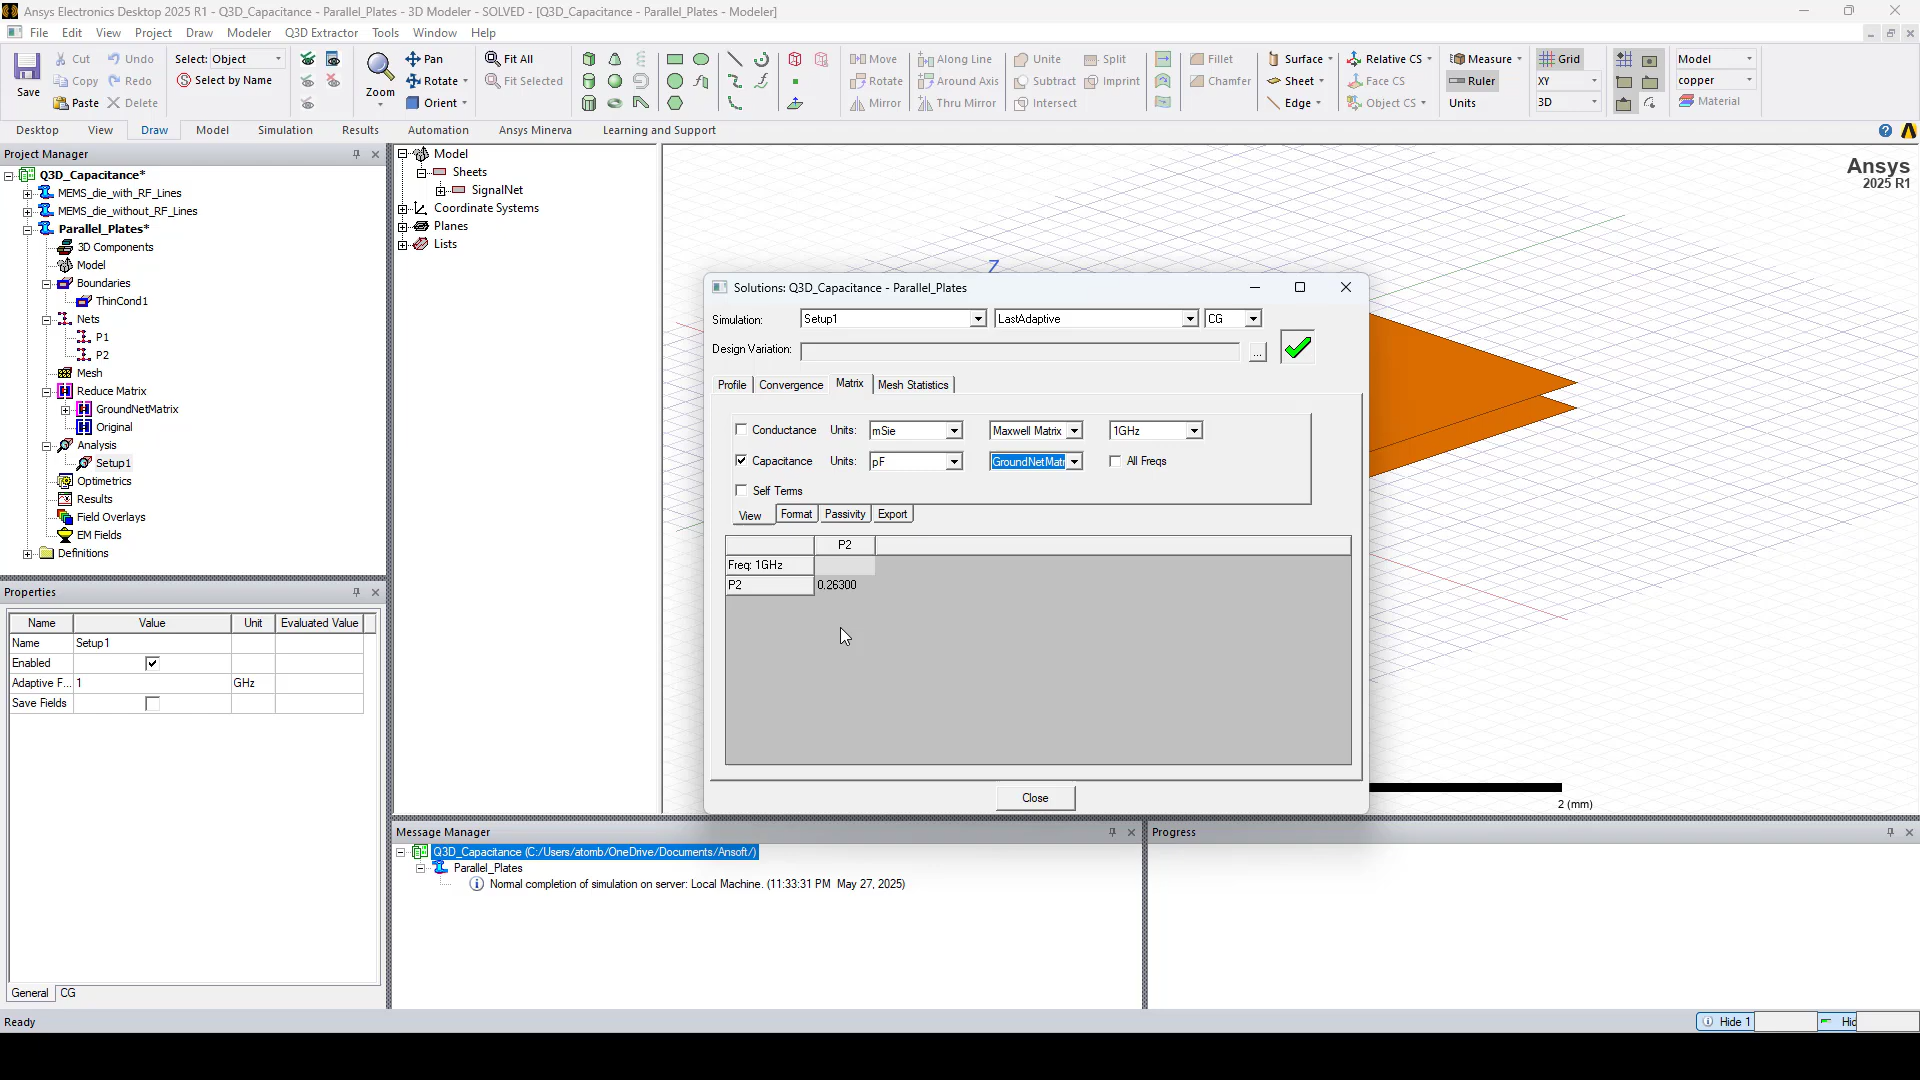 Ansys Electronics Desktop 2025 R1 - Q3D_Capacitance - Parallel_Plates - 3D Modeler - SOLVED - [Q3D_Capacitance - Parallel_Plates - Modeler]
File Edit View Project Draw Modeler Q3D Extractor Tools Window Help
Save
Cut Undo
Copy Redo
Paste Delete
Select: Object
Select by Name
Zoom
Pan
Rotate
Orient
Fit All
Fit Selected
Move Along Line Unite Split
Rotate Around Axis Subtract Imprint
Mirror Thru Mirror Intersect
Fillet
Chamfer
Surface
Sheet
Edge
Relative CS
Face CS
Object CS
Measure
Ruler
Units
Grid
XY
3D
Model
copper
Material
Desktop View Draw Model Simulation Results Automation Ansys Minerva Learning and Support
Project Manager
Q3D_Capacitance*
MEMS_die_with_RF_Lines
MEMS_die_without_RF_Lines
Parallel_Plates*
3D Components
Model
Boundaries
ThinCond1
Nets
P1
P2
Mesh
Reduce Matrix
GroundNetMatrix
Original
Analysis
Setup1
Optimetrics
Results
Field Overlays
EM Fields
Definitions
Properties
Name Value Unit Evaluated Value
Name Setup1
Enabled
Adaptive F... 1 GHz
Save Fields
General CG
Model
Sheets
SignalNet
Coordinate Systems
Planes
Lists
Ansys
2025 R1
Z
2 (mm)
Solutions: Q3D_Capacitance - Parallel_Plates
Simulation: Setup1 LastAdaptive CG
Design Variation: ...
Profile Convergence Matrix Mesh Statistics
Conductance Units: mSie Maxwell Matrix 1GHz
Capacitance Units: pF GroundNetMatr All Freqs
Self Terms
View Format Passivity Export
P2
Freq: 1GHz
P2 0.26300
Close
Message Manager
Q3D_Capacitance (C:/Users/atomb/OneDrive/Documents/Ansoft/)
Parallel_Plates
Normal completion of simulation on server: Local Machine. (11:33:31 PM May 27, 2025)
Progress
Ready
Hide 1
Hic